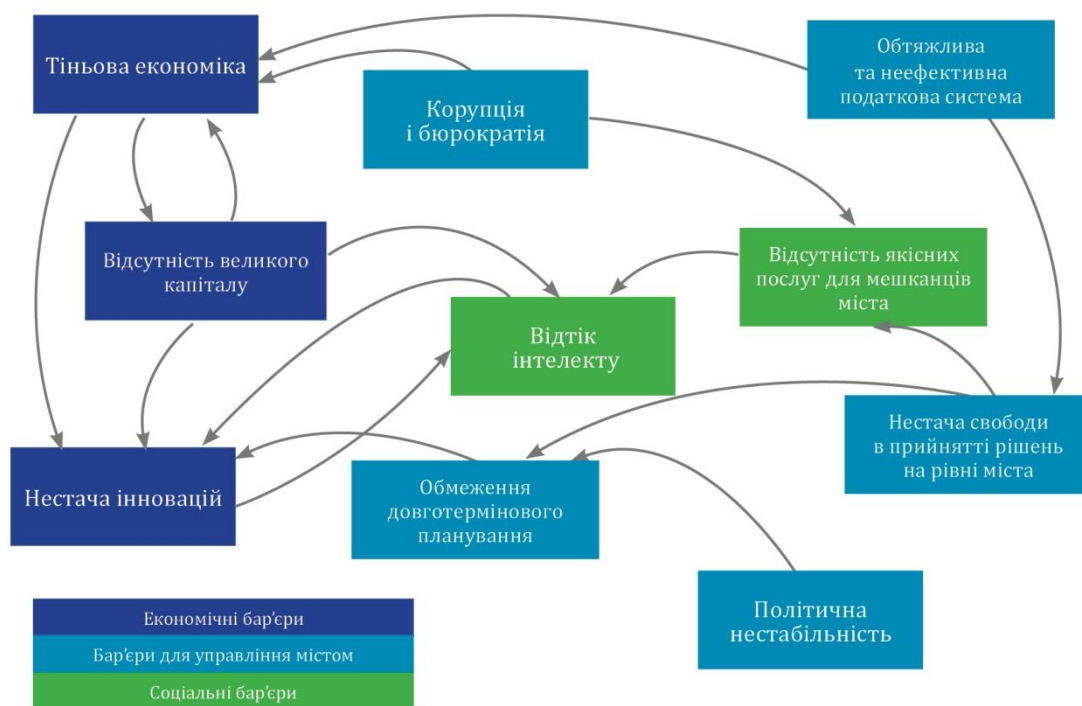 Тіньова економіка
Корупція
і бюрократія
Обтяжлива
та неефективна
податкова система
Відсутність великого
капіталу
Відсутність якісних
послуг для мешканців
міста
Відтік
інтелекту
Нестача свободи
в прийнятті рішень
на рівні міста
Нестача інновацій
Обмеження
довготермінового
планування
Політична
нестабільність
Економічні бар’єри
Бар’єри для управління містом
Соціальні бар’єри